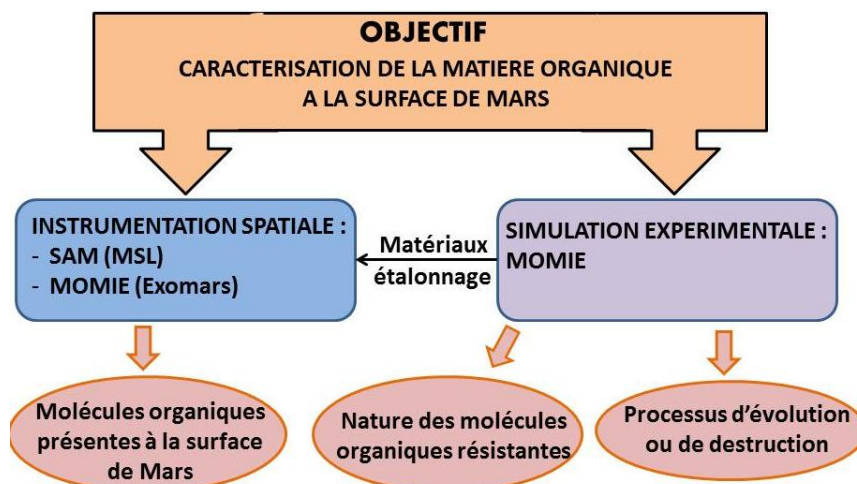 OBJECTIF
CARACTERISATION DE LA MATIERE ORGANIQUE
A LA SURFACE DE MARS
INSTRUMENTATION SPATIALE :
- SAM (MSL)
- MOMIE (Exomars)
Matériaux
étalonnage
SIMULATION EXPERIMENTALE :
MOMIE
Molécules organiques
présentes à la surface
de Mars
Nature des molécules
organiques résistantes
Processus d'évolution
ou de destruction